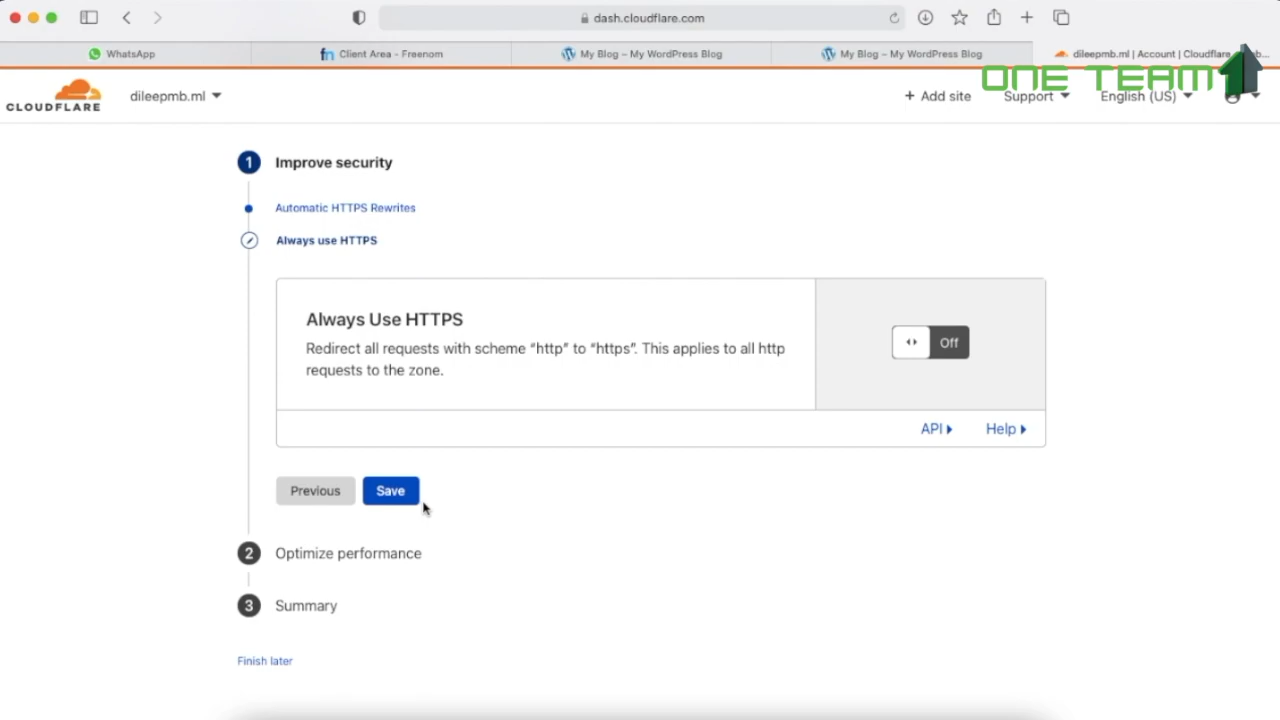 dash.cloudflare.com
WhatsApp
fn Client Area - Freenom
My Blog – My WordPress Blog
My Blog – My WordPress Blog
dileepmb.ml | Account | Cloudflare
ONE TEAM
CLOUDFLARE
dileepmb.ml
+ Add site
Support
English (US)
1 Improve security
Automatic HTTPS Rewrites
Always use HTTPS
Always Use HTTPS
Redirect all requests with scheme “http” to “https”. This applies to all http
requests to the zone.
Off
API
Help
Previous
Save
2 Optimize performance
3 Summary
Finish later